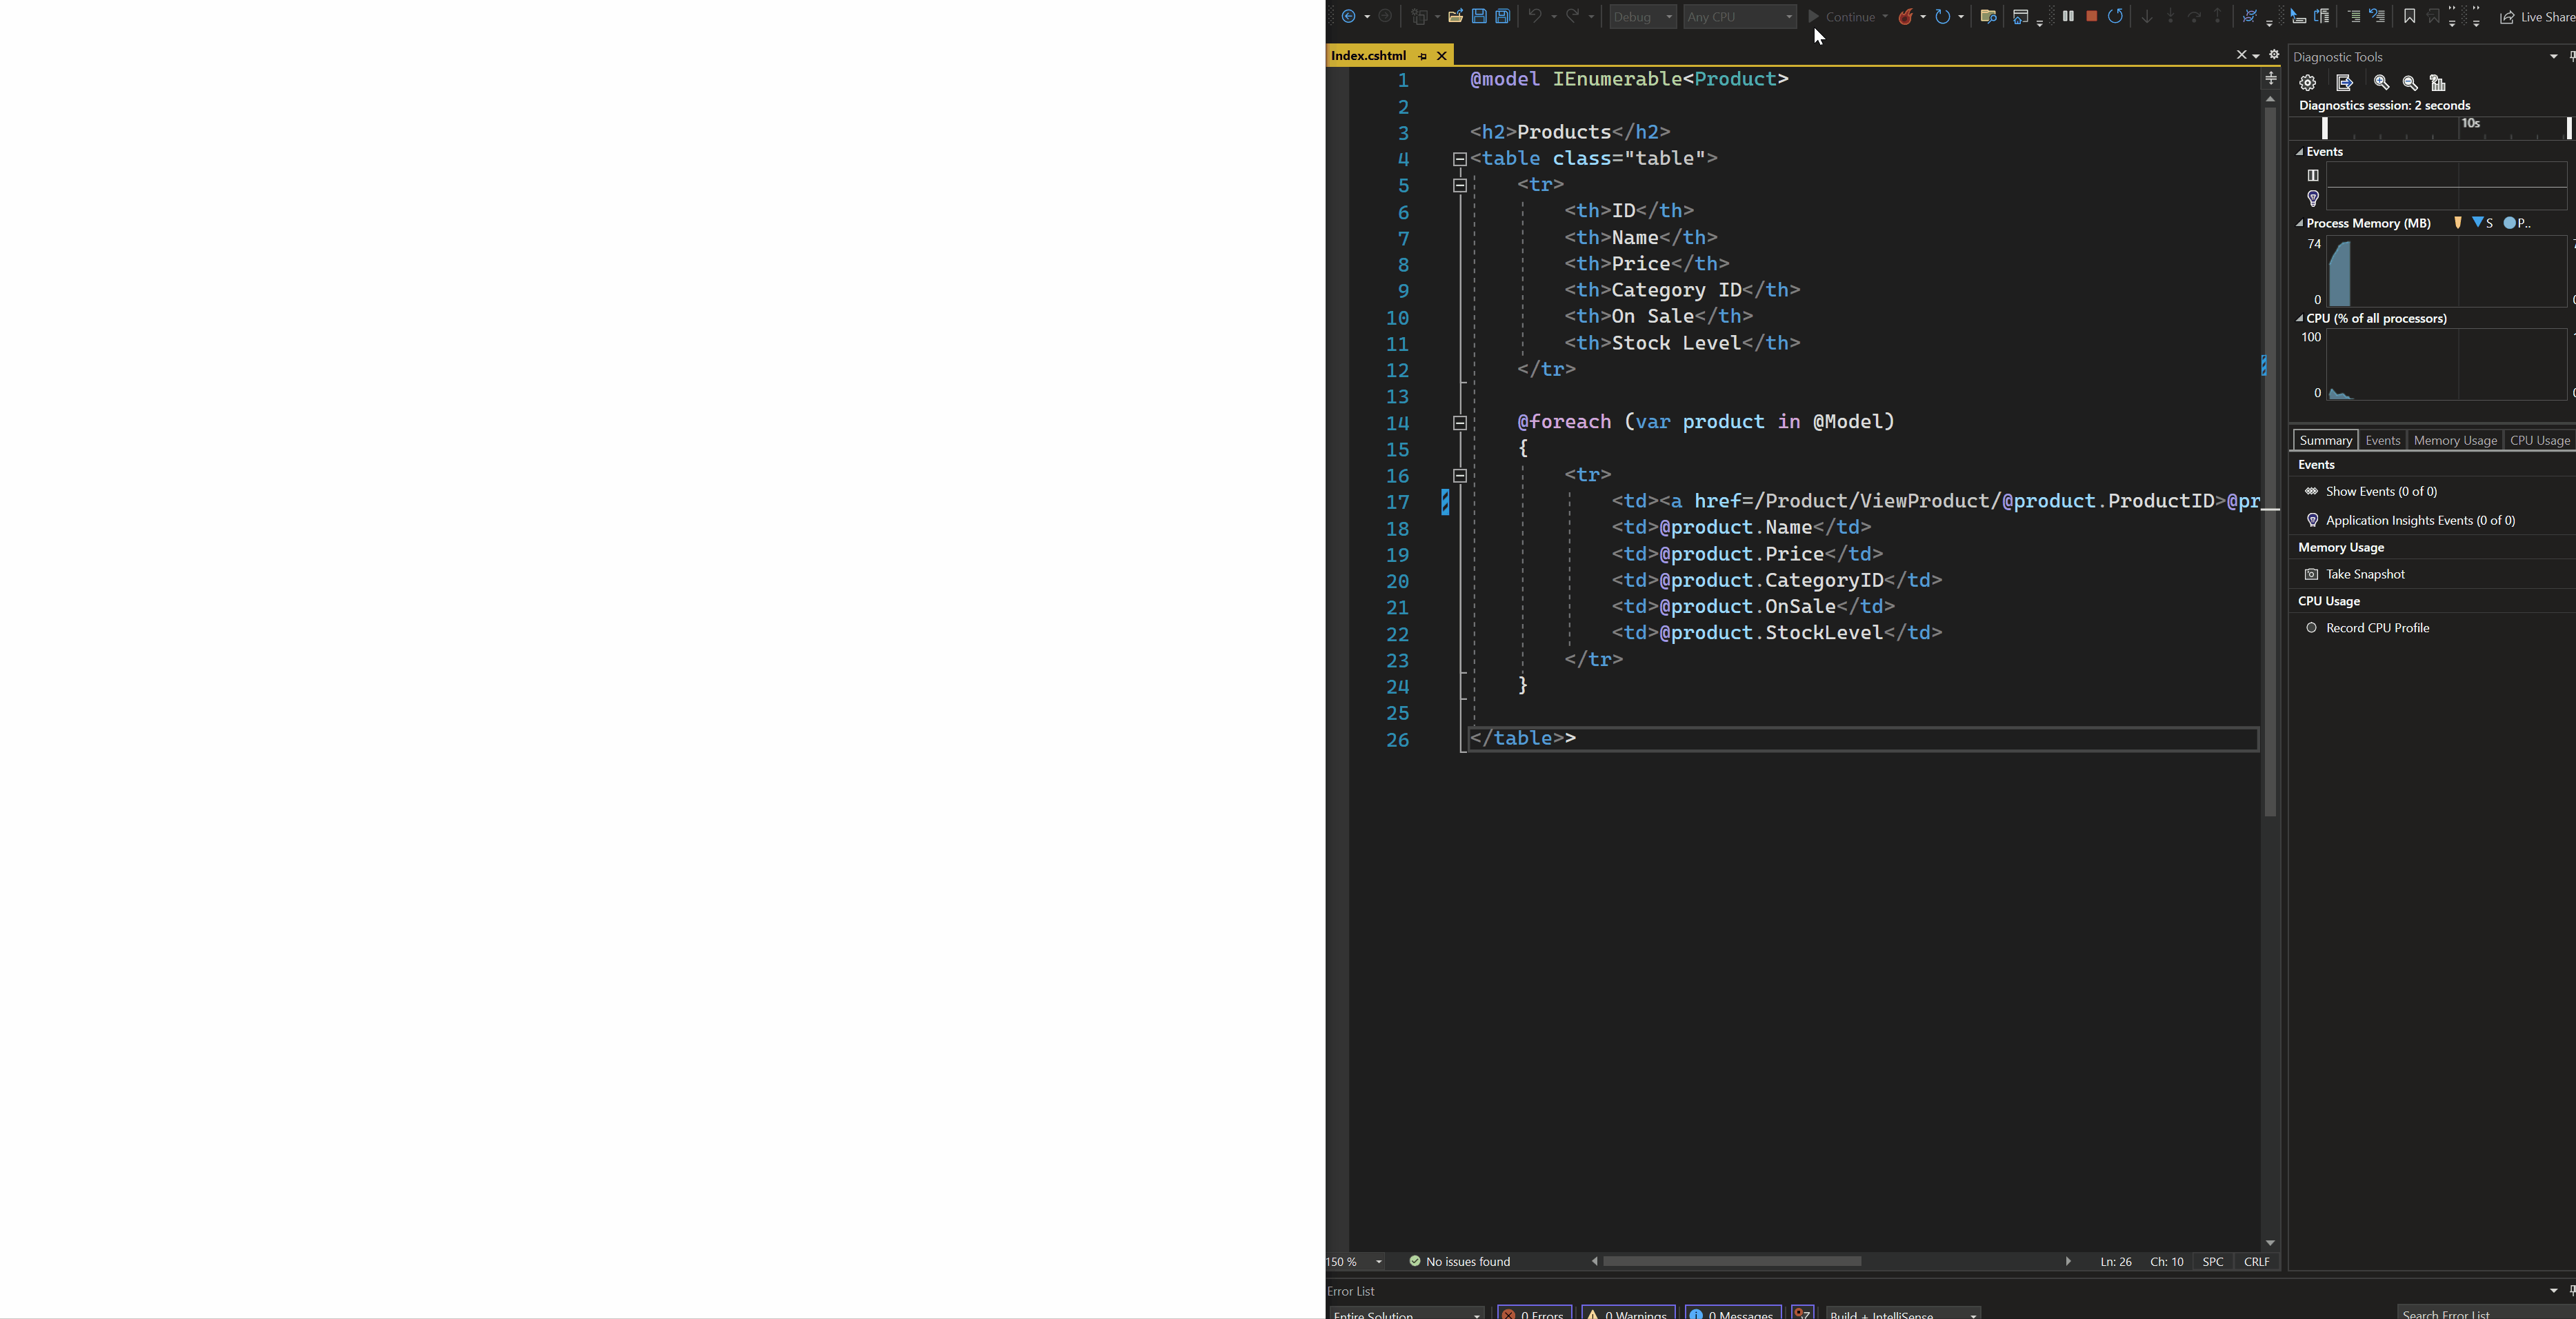 Debug Any CPU Continue Live Share
Index.cshtml
1 @model IEnumerable<Product>
2
3 <h2>Products</h2>
4 <table class="table">
5 <tr>
6 <th>ID</th>
7 <th>Name</th>
8 <th>Price</th>
9 <th>Category ID</th>
10 <th>On Sale</th>
11 <th>Stock Level</th>
12 </tr>
13
14 @foreach (var product in @Model)
15 {
16 <tr>
17 <td><a href=/Product/ViewProduct/@product.ProductID>@pr
18 <td>@product.Name</td>
19 <td>@product.Price</td>
20 <td>@product.CategoryID</td>
21 <td>@product.OnSale</td>
22 <td>@product.StockLevel</td>
23 </tr>
24 }
25
26 </table>>
150 % No issues found Ln: 26 Ch: 10 SPC CRLF
Diagnostic Tools
Diagnostics session: 2 seconds
10s
Events
Process Memory (MB) S P..
74
0
CPU (% of all processors)
100
0
Summary Events Memory Usage CPU Usage
Events
Show Events (0 of 0)
Application Insights Events (0 of 0)
Memory Usage
Take Snapshot
CPU Usage
Record CPU Profile
Error List
Entire Solution 0 Errors 0 Warnings 0 Messages Build + IntelliSense Search Error List